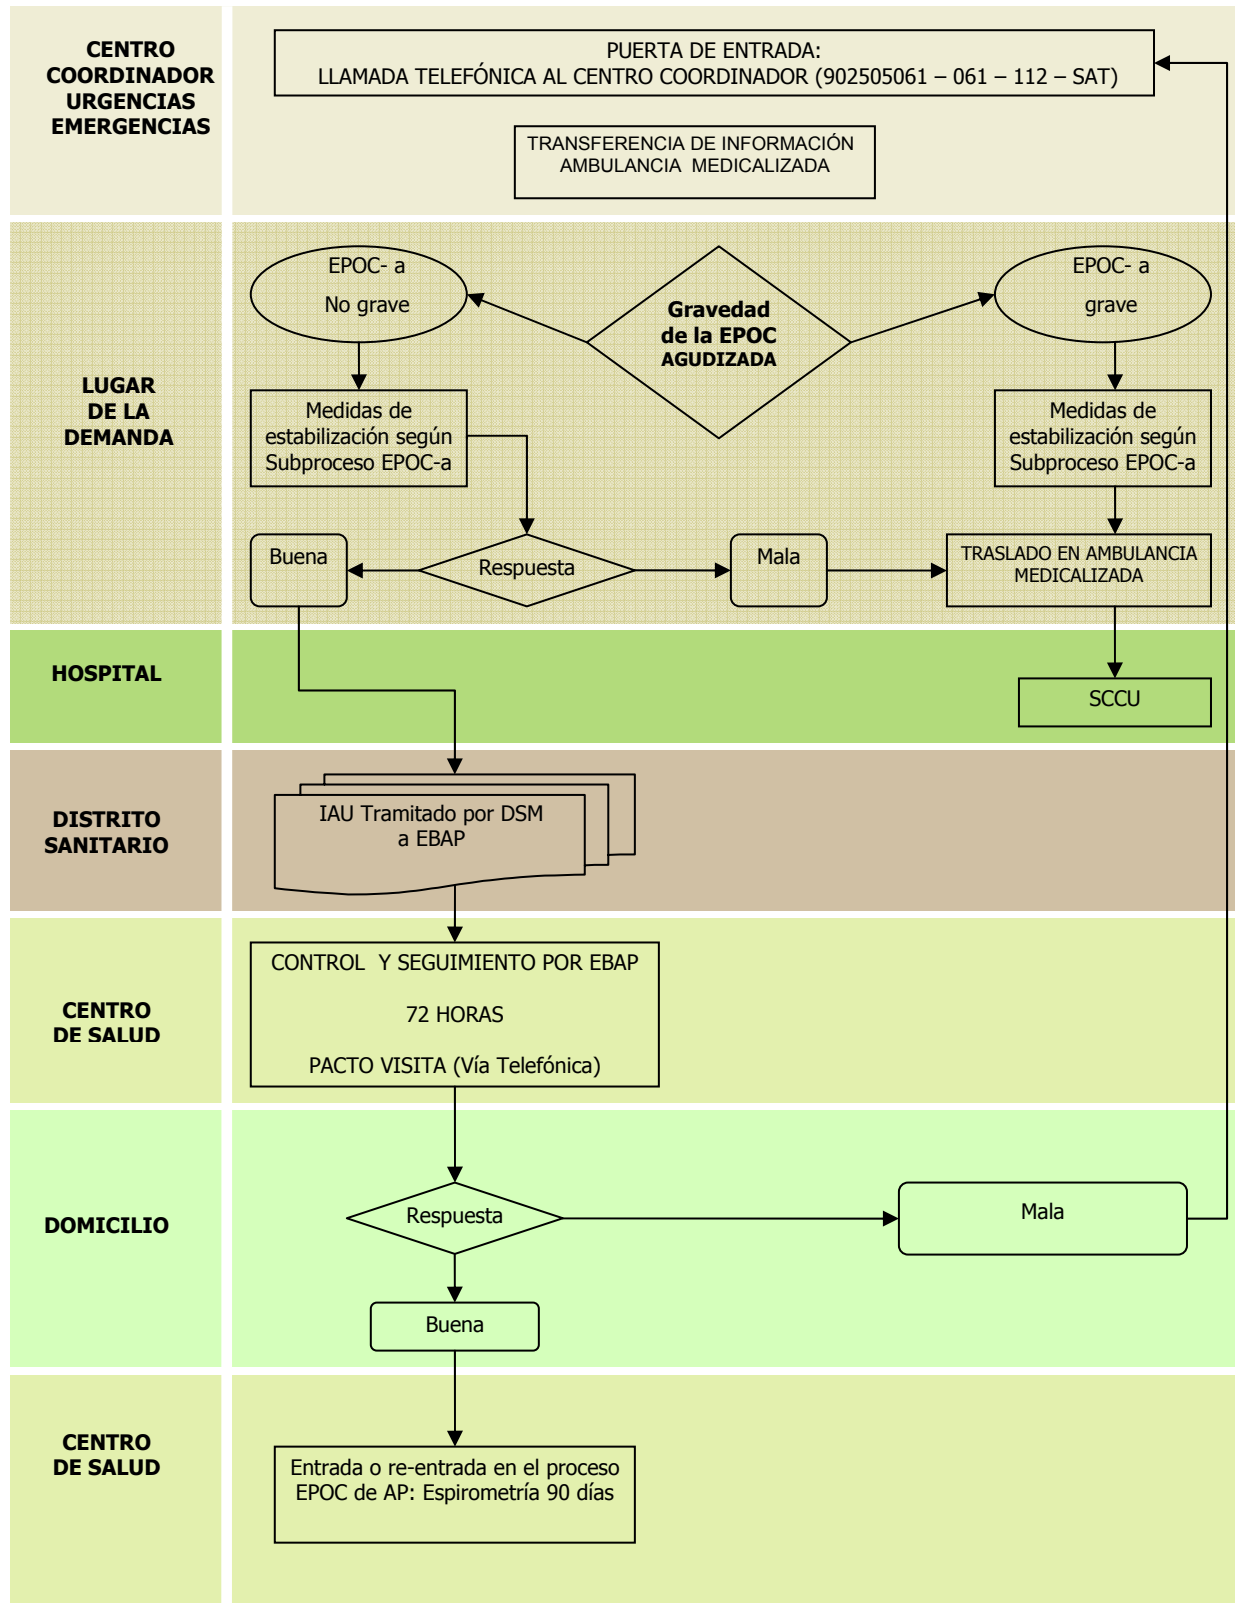 CENTRO
COORDINADOR
URGENCIAS
EMERGENCIAS
PUERTA DE ENTRADA:
LLAMADA TELEFÓNICA AL CENTRO COORDINADOR (902505061 – 061 – 112 – SAT)
TRANSFERENCIA DE INFORMACIÓN
AMBULANCIA MEDICALIZADA
LUGAR
DE LA
DEMANDA
EPOC- a
No grave
Gravedad
de la EPOC
AGUDIZADA
EPOC- a
grave
Medidas de
estabilización según
Subproceso EPOC-a
Medidas de
estabilización según
Subproceso EPOC-a
Buena
Respuesta
Mala
TRASLADO EN AMBULANCIA
MEDICALIZADA
HOSPITAL
SCCU
DISTRITO
SANITARIO
IAU Tramitado por DSM
a EBAP
CENTRO
DE SALUD
CONTROL Y SEGUIMIENTO POR EBAP
72 HORAS
PACTO VISITA (Vía Telefónica)
DOMICILIO
Respuesta
Mala
Buena
CENTRO
DE SALUD
Entrada o re-entrada en el proceso
EPOC de AP: Espirometría 90 días